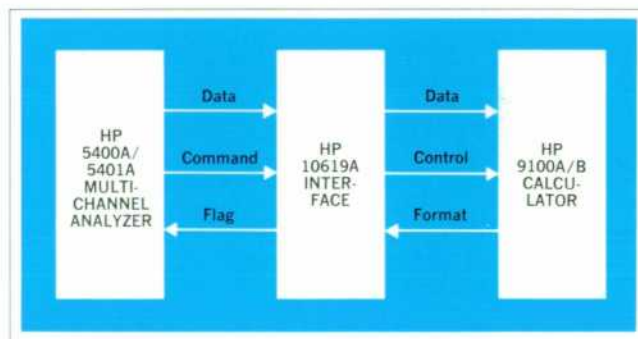 HP
5400A/
5401A
MULTI-
CHANNEL
ANALYZER
Data
Command
Flag
HP
10619A
INTER-
FACE
Data
Control
Format
HP
9100A/B
CALCU-
LATOR